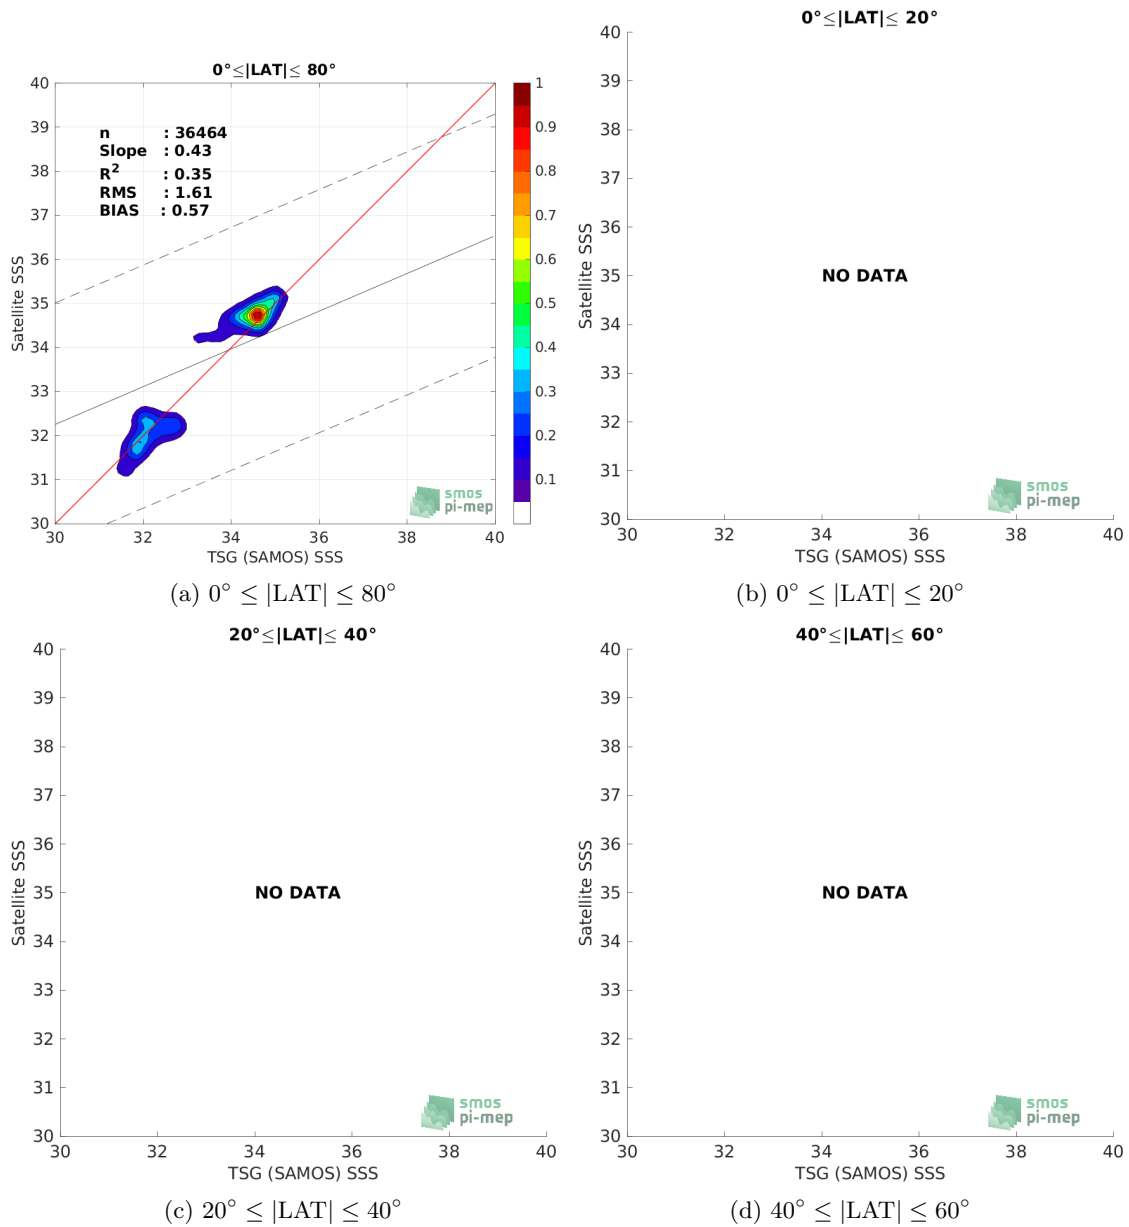 0°≤|LAT|≤ 80°
40
39
38
37
36
35
34
33
32
31
30
Satellite SSS
n : 36464
Slope : 0.43
R² : 0.35
RMS : 1.61
BIAS : 0.57
smos
pi-mep
30 32 34 36 38 40
TSG (SAMOS) SSS
1
0.9
0.8
0.7
0.6
0.5
0.4
0.3
0.2
0.1
(a) 0° ≤ |LAT| ≤ 80°
0°≤|LAT|≤ 20°
40
39
38
37
36
35
34
33
32
31
30
Satellite SSS
NO DATA
smos
pi-mep
30 32 34 36 38 40
TSG (SAMOS) SSS
(b) 0° ≤ |LAT| ≤ 20°
20°≤|LAT|≤ 40°
40
39
38
37
36
35
34
33
32
31
30
Satellite SSS
NO DATA
smos
pi-mep
30 32 34 36 38 40
TSG (SAMOS) SSS
(c) 20° ≤ |LAT| ≤ 40°
40°≤|LAT|≤ 60°
40
39
38
37
36
35
34
33
32
31
30
Satellite SSS
NO DATA
smos
pi-mep
30 32 34 36 38 40
TSG (SAMOS) SSS
(d) 40° ≤ |LAT| ≤ 60°